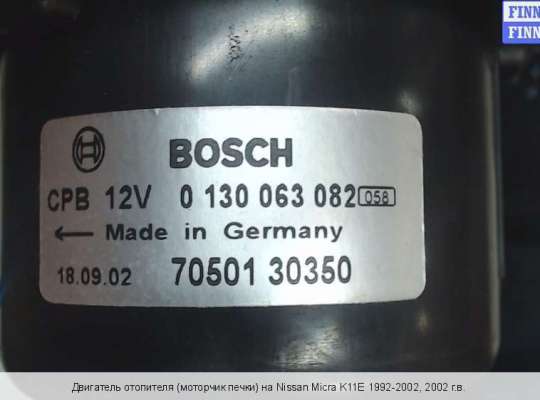 FINN
FINN
BOSCH
CPB 12V 0 130 063 082 058
← Made in Germany
18.09.02 70501 30350
Двигатель отопителя (моторчик печки) на Nissan Micra K11E 1992-2002, 2002 г.в.